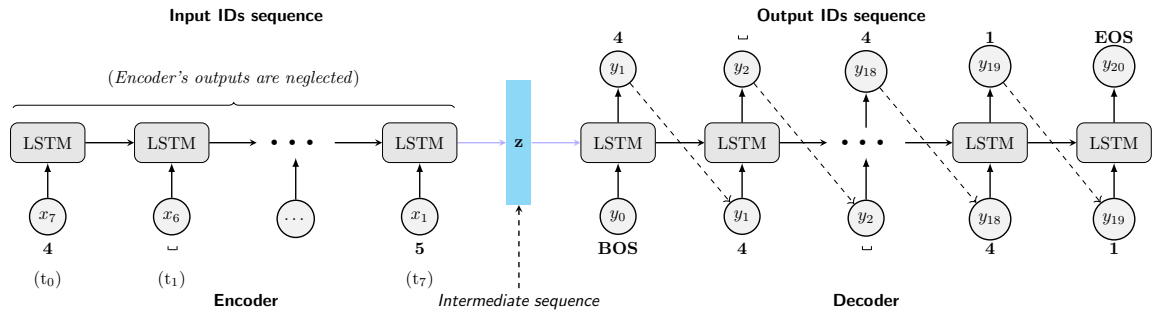 Input IDs sequence Output IDs sequence
4 ␣ 4 1 EOS
(Encoder's outputs are neglected) y₁ y₂ y₁₈ y₁₉ y₂₀
LSTM LSTM • • • LSTM z LSTM LSTM • • • LSTM LSTM
x₇ x₆ ... x₁ y₀ y₁ y₂ y₁₈ y₁₉
4 ␣ 5 BOS 4 ␣ 4 1
(t₀) (t₁) (t₇)
Encoder Intermediate sequence Decoder